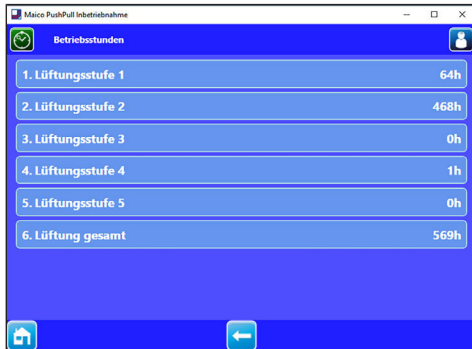 Maico PushPull Inbetriebnahme
Betriebsstunden
1. Lüftungsstufe 1 64h
2. Lüftungsstufe 2 468h
3. Lüftungsstufe 3 0h
4. Lüftungsstufe 4 1h
5. Lüftungsstufe 5 0h
6. Lüftung gesamt 569h